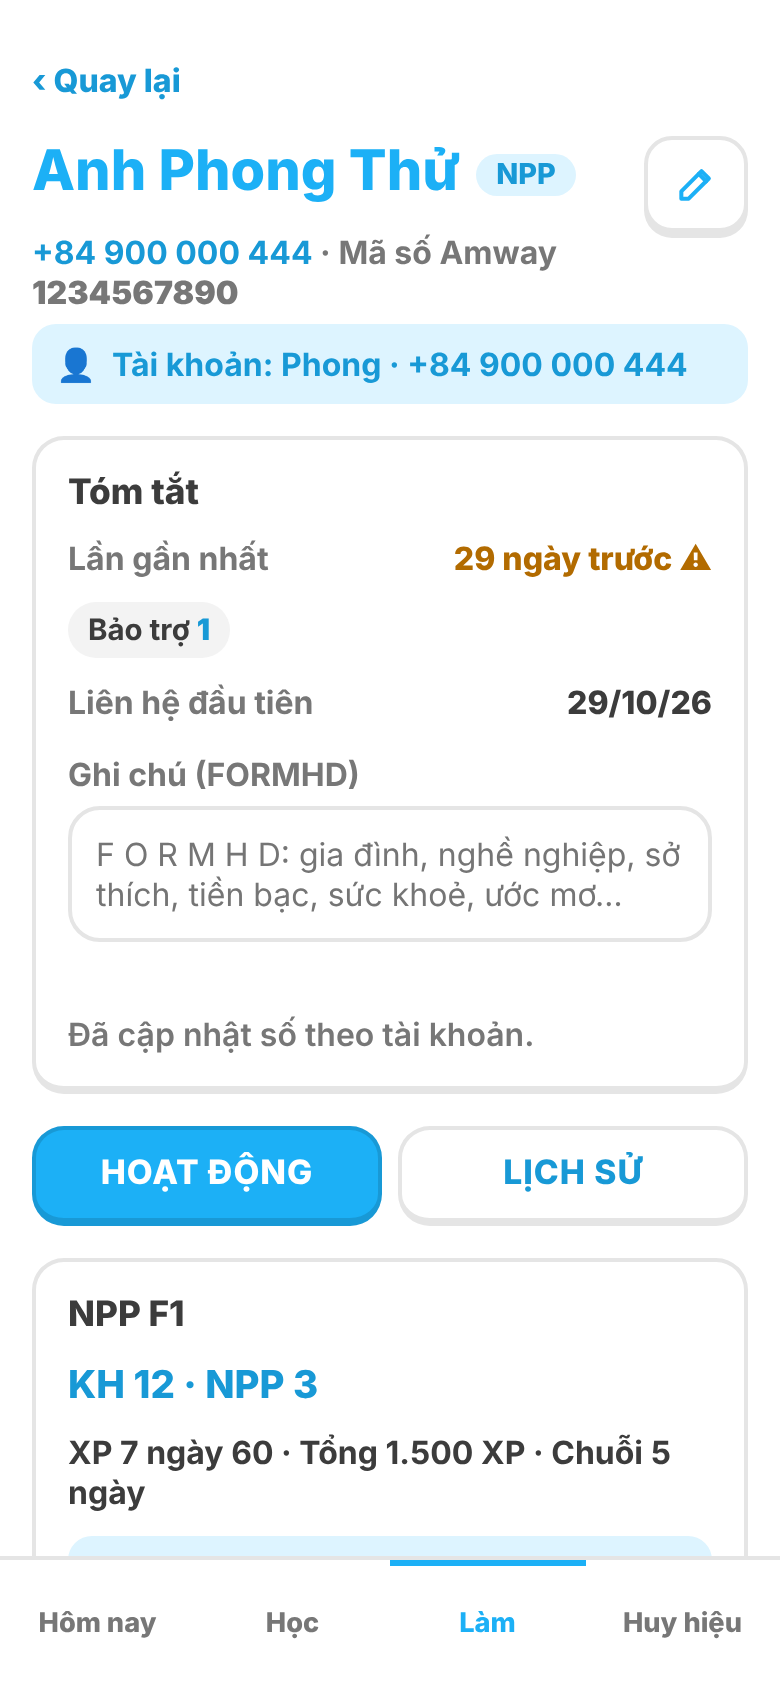 ‹ Quay lại
Anh Phong Thử NPP
+84 900 000 444 · Mã số Amway
1234567890
Tài khoản: Phong · +84 900 000 444
Tóm tắt
Lần gần nhất 29 ngày trước ⚠
Bảo trợ 1
Liên hệ đầu tiên 29/10/26
Ghi chú (FORMHD)
F O R M H D: gia đình, nghề nghiệp, sở
thích, tiền bạc, sức khoẻ, ước mơ...
Đã cập nhật số theo tài khoản.
HOẠT ĐỘNG LỊCH SỬ
NPP F1
KH 12 · NPP 3
XP 7 ngày 60 · Tổng 1.500 XP · Chuỗi 5
ngày
Hôm nay Học Làm Huy hiệu